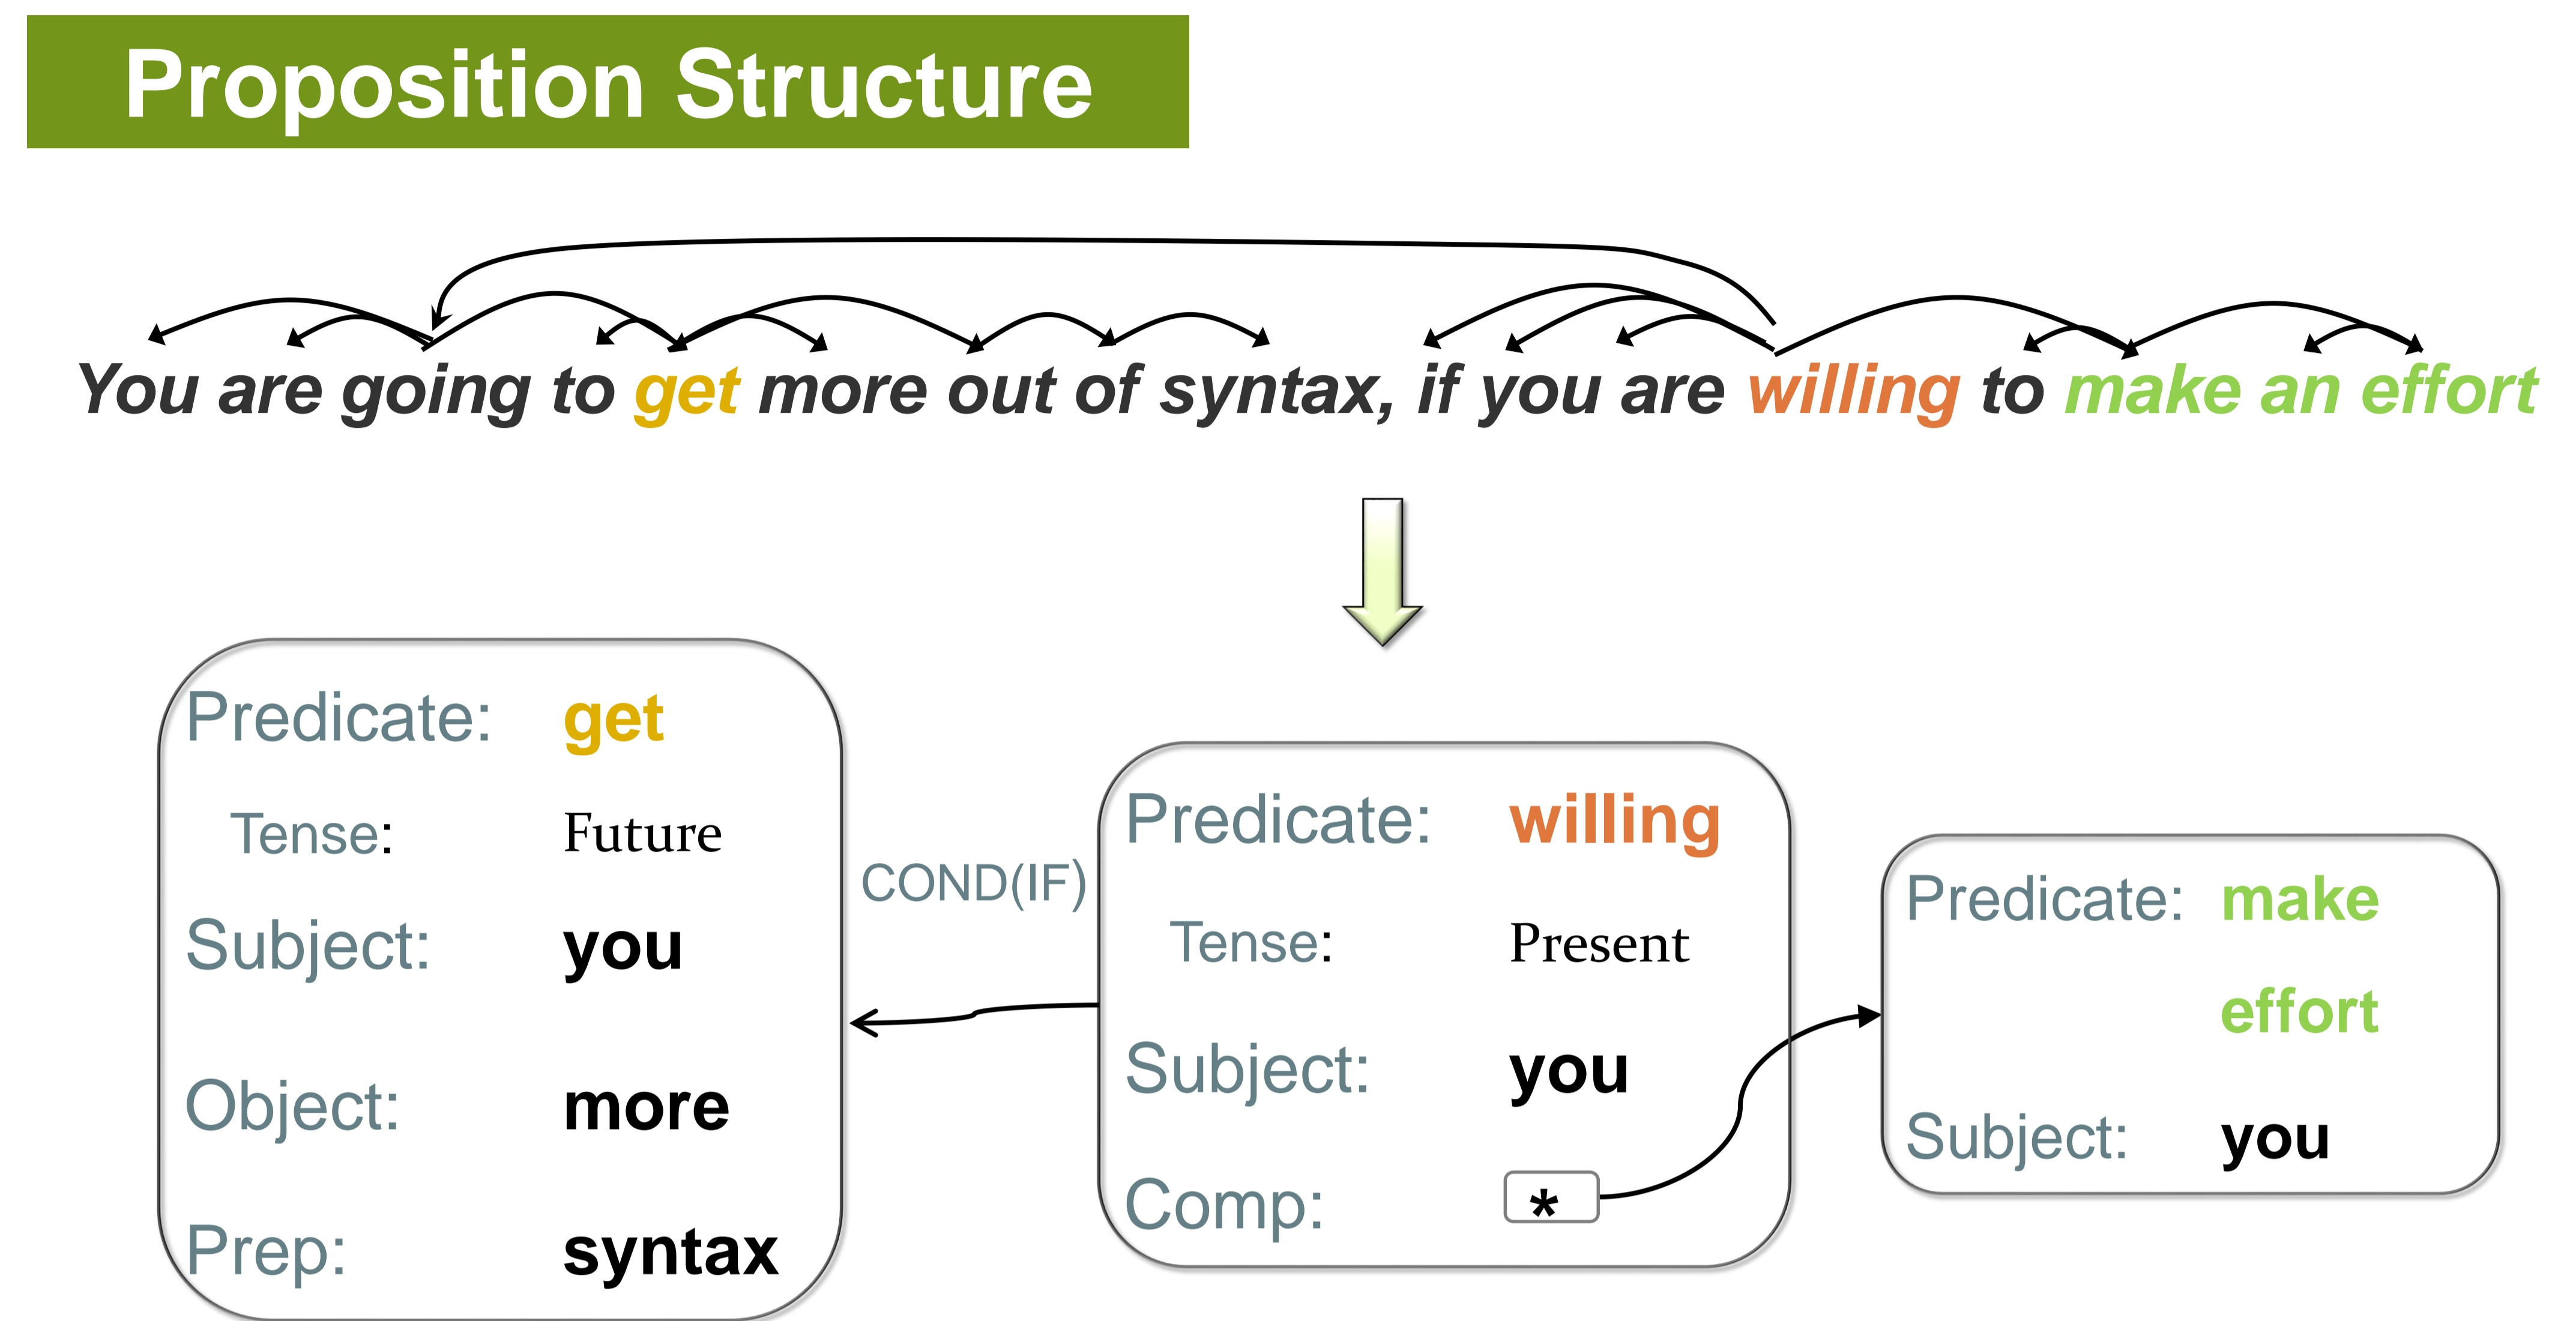 Proposition Structure
You are going to get more out of syntax, if you are willing to make an effort
Predicate: get
Tense: Future
Subject: you
Object: more
Prep: syntax
COND(IF)
Predicate: willing
Tense: Present
Subject: you
Comp: *
Predicate: make
effort
Subject: you